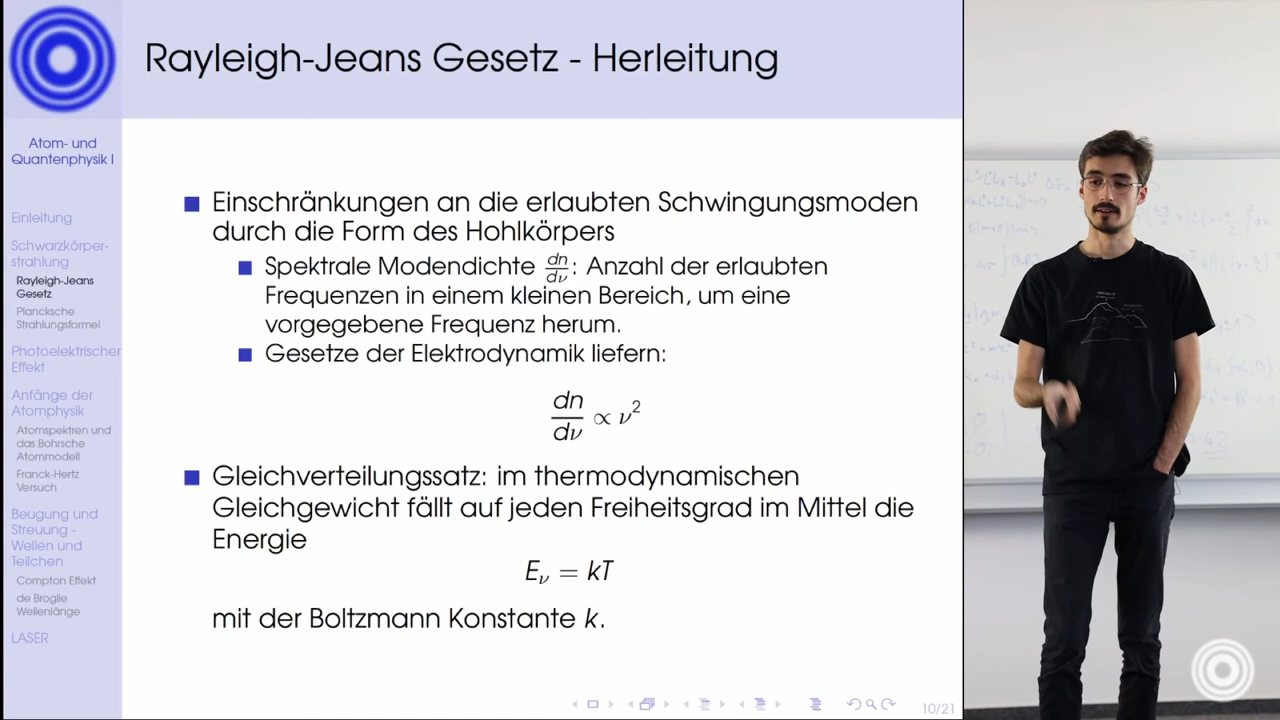 Rayleigh-Jeans Gesetz - Herleitung
Atom- und
Quantenphysik I
Einleitung
Schwarzkörper-
strahlung
Rayleigh-Jeans
Gesetz
Plancksche
Strahlungsformel
Photoelektrischer
Effekt
Anfänge der
Atomphysik
Atomspektren und
das Bohrsche
Atommodell
Franck-Hertz
Versuch
Beugung und
Streuung -
Wellen und
Teilchen
Compton Effekt
de Broglie
Wellenlänge
LASER
Einschränkungen an die erlaubten Schwingungsmoden
durch die Form des Hohlkörpers
Spektrale Modendichte dn/dν: Anzahl der erlaubten
Frequenzen in einem kleinen Bereich, um eine
vorgegebene Frequenz herum.
Gesetze der Elektrodynamik liefern:
dn/dν ∝ ν²
Gleichverteilungssatz: im thermodynamischen
Gleichgewicht fällt auf jeden Freiheitsgrad im Mittel die
Energie
E_ν = kT
mit der Boltzmann Konstante k.
10/21